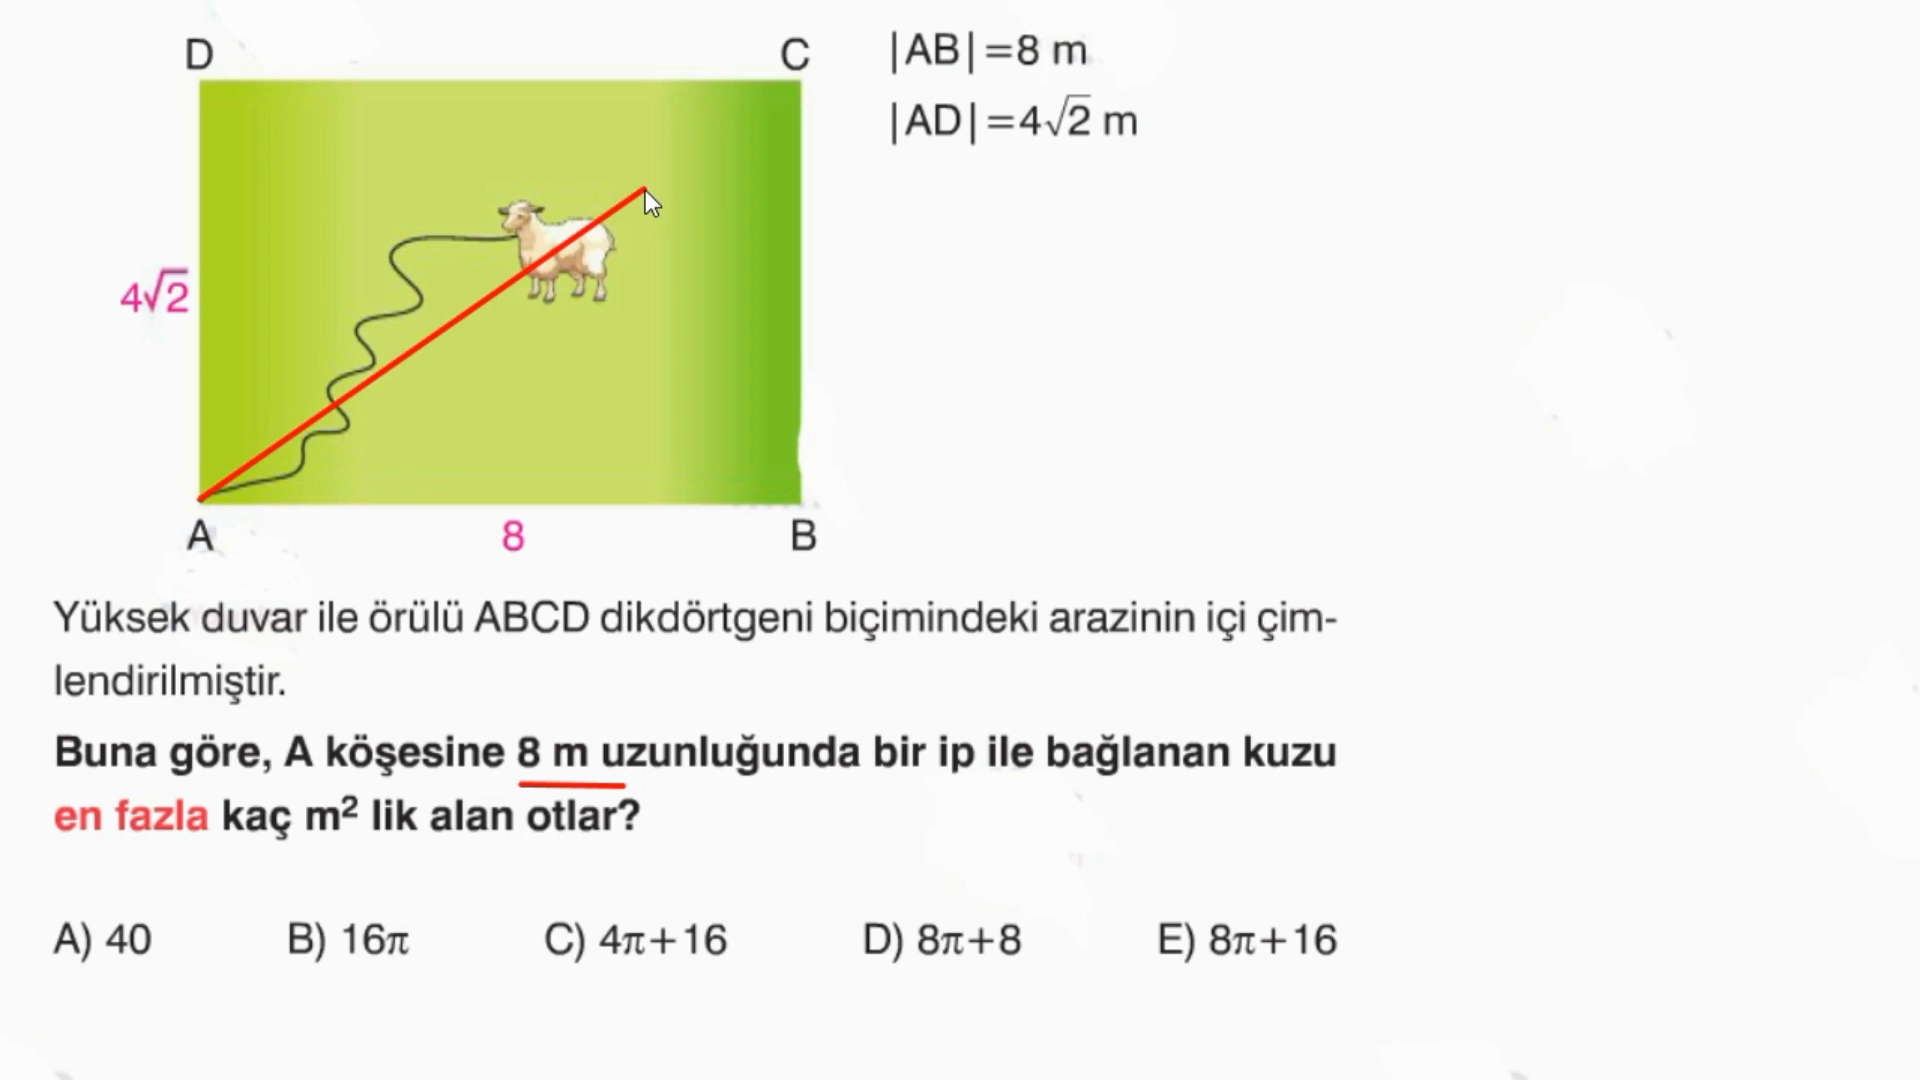 D
C
|AB|=8 m
|AD|=4√2 m
4√2
A
8
B
Yüksek duvar ile örülü ABCD dikdörtgeni biçimindeki arazinin içi çim-
lendirilmiştir.
Buna göre, A köşesine 8 m uzunluğunda bir ip ile bağlanan kuzu
en fazla kaç m² lik alan otlar?
A) 40 B) 16π C) 4π+16 D) 8π+8 E) 8π+16